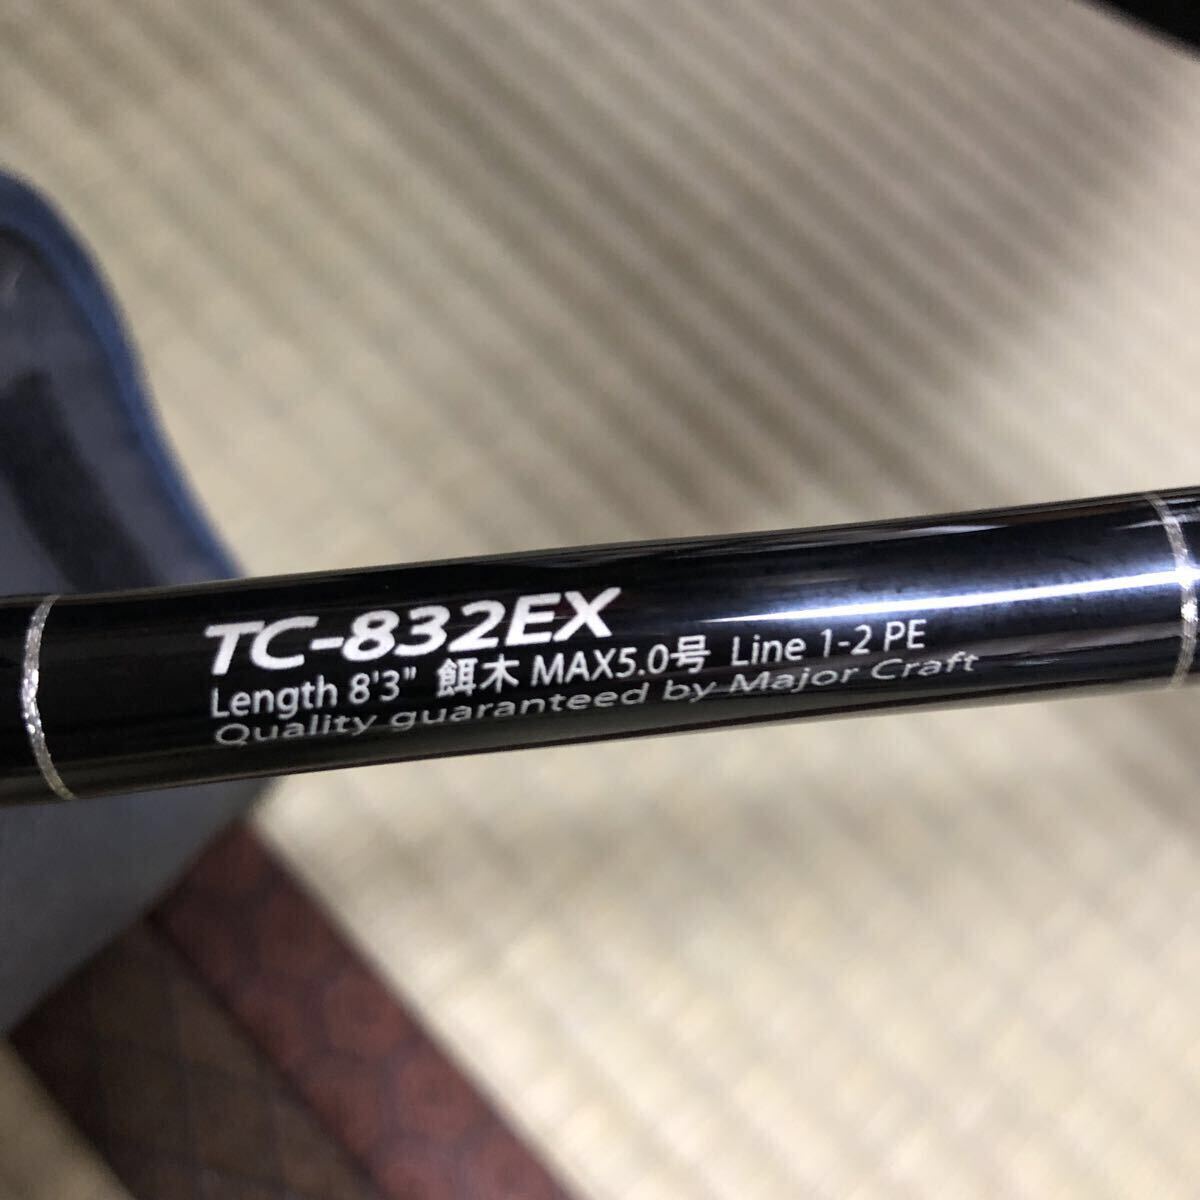 TC-832EX
Length 8'3" 餌木 MAX5.0号 Line 1-2 PE
Quality guaranteed by Major Craft